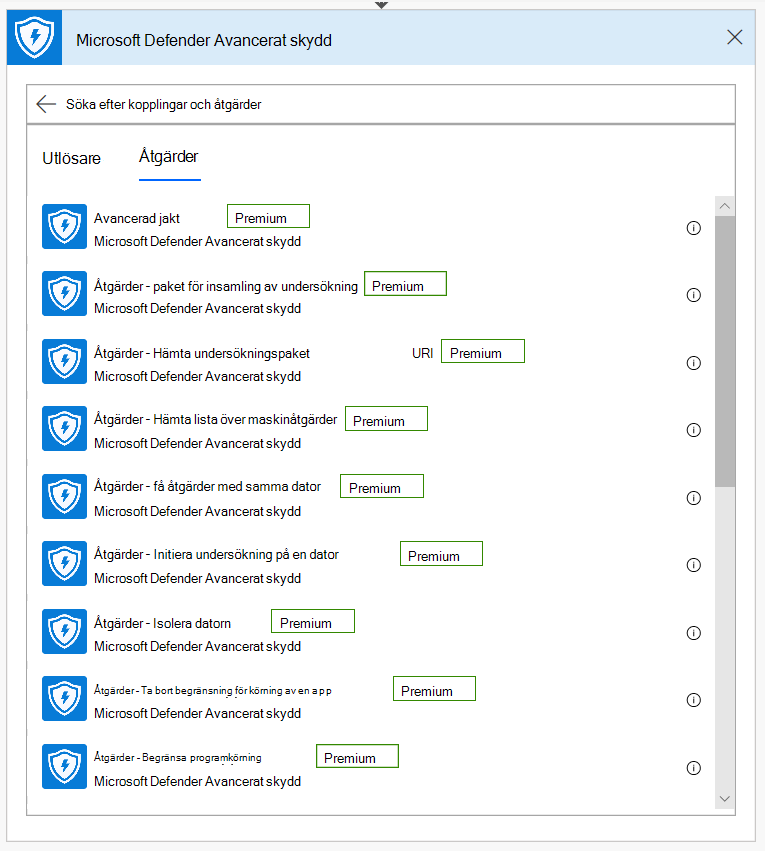 Microsoft Defender Avancerat skydd
Söka efter kopplingar och åtgärder
Utlösare Åtgärder
Avancerad jakt Premium
Microsoft Defender Avancerat skydd
Åtgärder - paket för insamling av undersökning Premium
Microsoft Defender Avancerat skydd
Åtgärder - Hämta undersökningspaket URI Premium
Microsoft Defender Avancerat skydd
Åtgärder - Hämta lista över maskinåtgärder Premium
Microsoft Defender Avancerat skydd
Åtgärder - få åtgärder med samma dator Premium
Microsoft Defender Avancerat skydd
Åtgärder - Initiera undersökning på en dator Premium
Microsoft Defender Avancerat skydd
Åtgärder - Isolera datorn Premium
Microsoft Defender Avancerat skydd
Åtgärder - Ta bort begränsning för körning av en app Premium
Microsoft Defender Avancerat skydd
Åtgärder - Begränsa programkörning Premium
Microsoft Defender Avancerat skydd